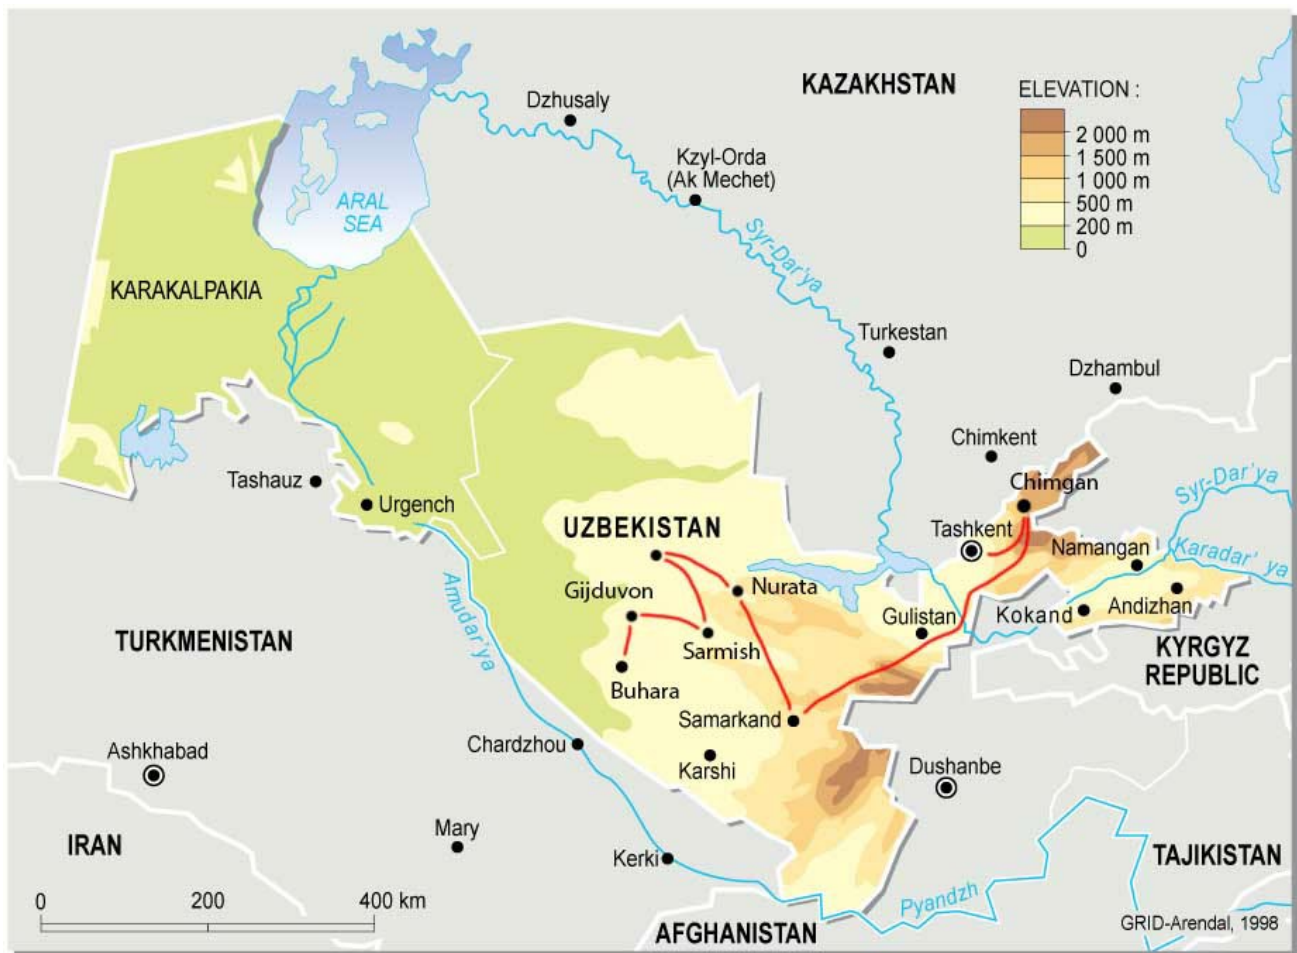 KAZAKHSTAN
ELEVATION :
2 000 m
1 500 m
1 000 m
500 m
200 m
0
Dzhusaly
Kzyl-Orda
(Ak Mechet)
ARAL
SEA
Syr-Dar'ya
KARAKALPAKIA
Turkestan
Dzhambul
Chimkent
Chimgan
Tashauz
Urgench
Syr-Dar'ya
UZBEKISTAN
Tashkent
Namangan
Karadar' ya
Gijduvon
Nurata
Amudar'ya
Gulistan
Kokand
Andizhan
TURKMENISTAN
Sarmish
KYRGYZ
REPUBLIC
Buhara
Samarkand
Ashkhabad
Chardzhou
Karshi
Dushanbe
IRAN
Mary
Kerki
TAJIKISTAN
Pyandzh
0
200
400 km
AFGHANISTAN
GRID-Arendal, 1998